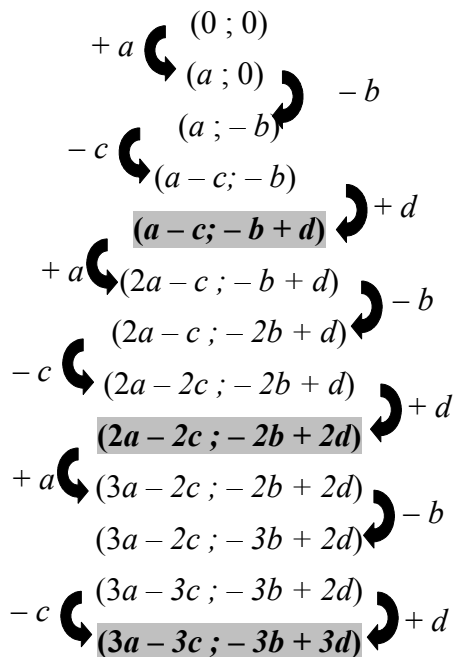 (0 ; 0)
+ a
(a ; 0)
– b
(a ; – b)
– c
(a – c; – b)
+ d
(a – c; – b + d)
+ a
(2a – c ; – b + d)
– b
(2a – c ; – 2b + d)
– c
(2a – 2c ; – 2b + d)
+ d
(2a – 2c ; – 2b + 2d)
+ a
(3a – 2c ; – 2b + 2d)
– b
(3a – 2c ; – 3b + 2d)
(3a – 3c ; – 3b + 2d)
– c
+ d
(3a – 3c ; – 3b + 3d)